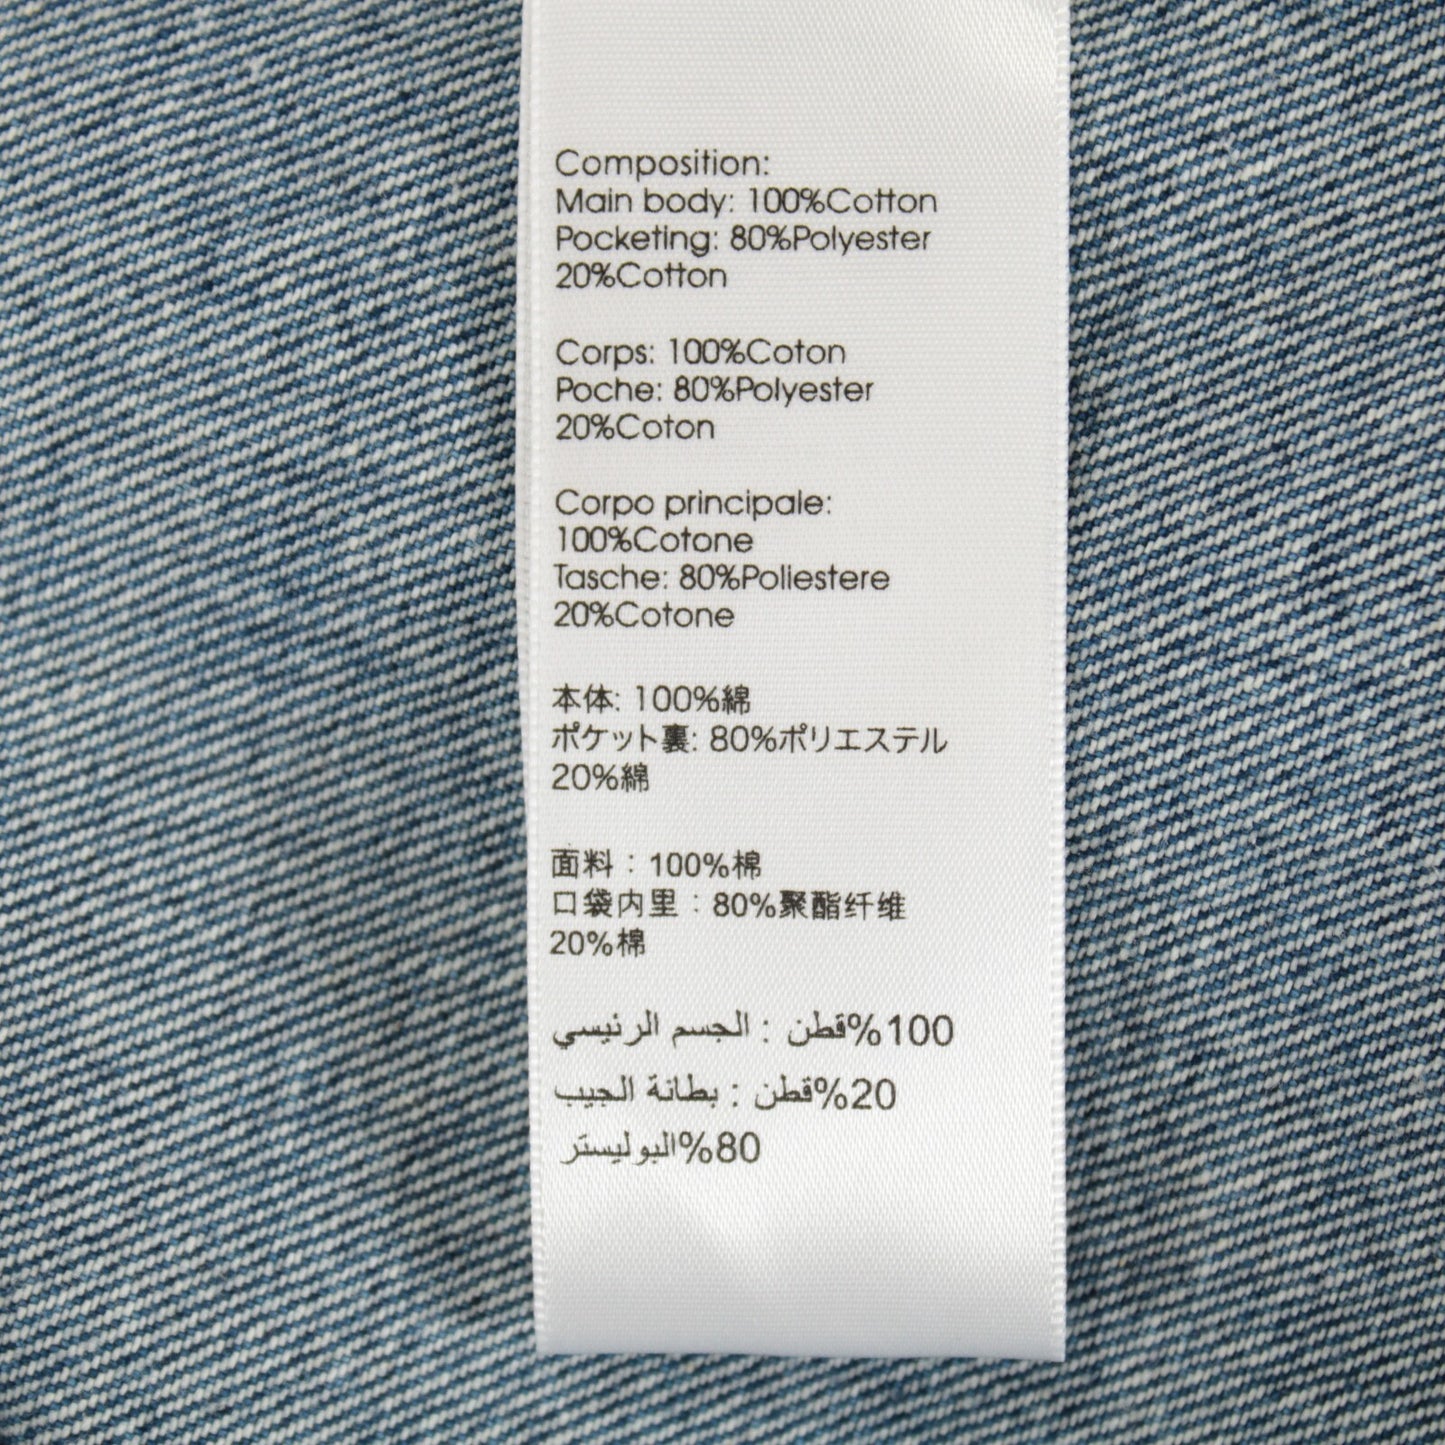 Composition:
Main body: 100%Cotton
Pocketing: 80%Polyester
20%Cotton
Corps: 100%Coton
Poche: 80%Polyester
20%Coton
Corpo principale:
100%Cotone
Tasche: 80%Poliestere
20%Cotone
本体: 100%綿
ポケット裏: 80%ポリエステル
20%綿
面料：100%棉
口袋内里：80%聚酯纤维
20%棉
100%قطن : الجسم الرئيسي
20%قطن : بطانة الجيب
80%البوليستر